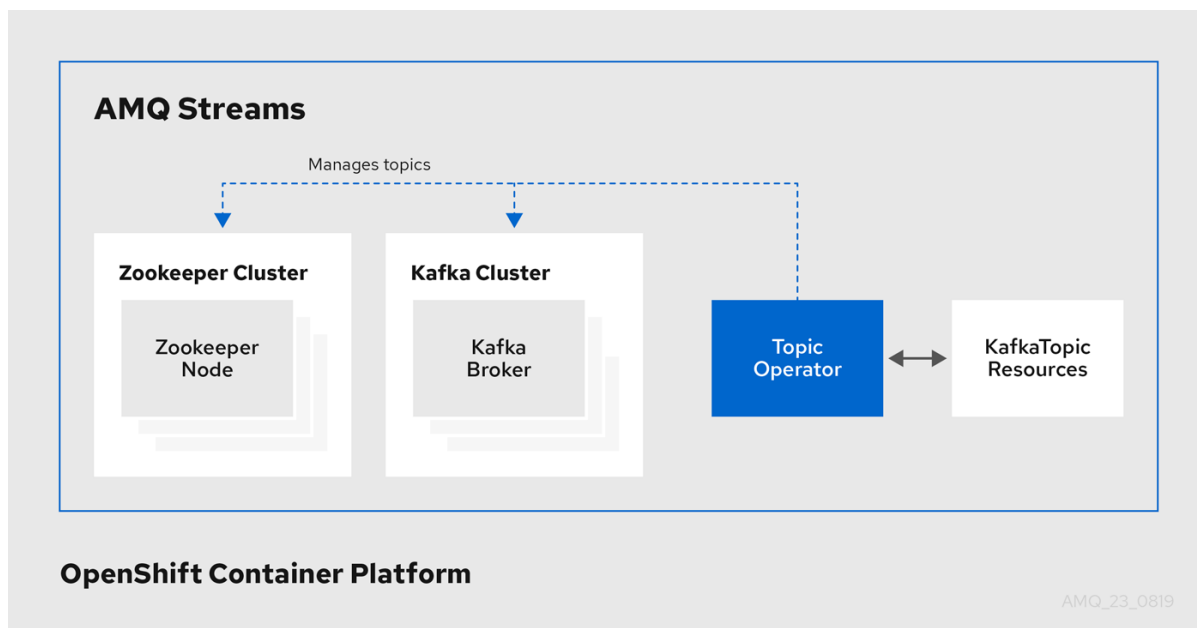 AMQ Streams
Manages topics
Zookeeper Cluster
Zookeeper
Node
Kafka Cluster
Kafka
Broker
Topic
Operator
KafkaTopic
Resources
OpenShift Container Platform
AMQ_23_0819